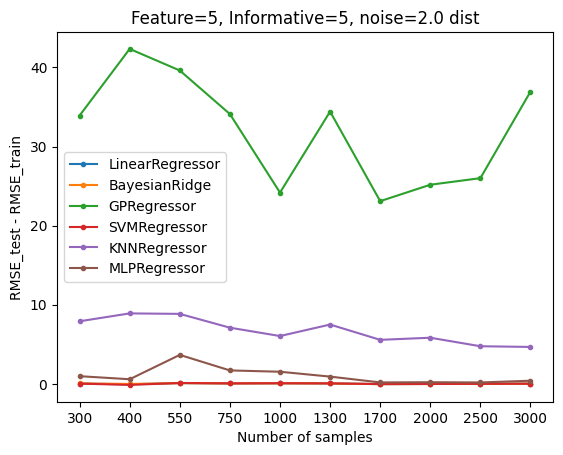 Feature=5, Informative=5, noise=2.0 dist
RMSE_test - RMSE_train
40
30
20
10
0
LinearRegressor
BayesianRidge
GPRegressor
SVMRegressor
KNNRegressor
MLPRegressor
300 400 550 750 1000 1300 1700 2000 2500 3000
Number of samples